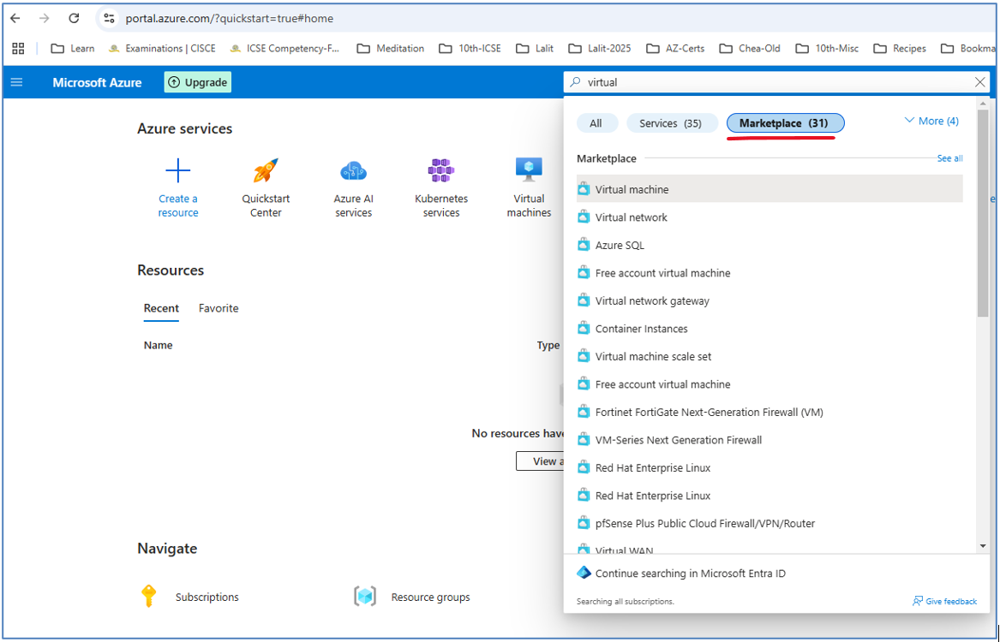 portal.azure.com/?quickstart=true#home
Learn Examinations | CISCE ICSE Competency-F... Meditation 10th-ICSE Lalit Lalit-2025 AZ-Certs Chea-Old 10th-Misc Recipes Bookma
Microsoft Azure Upgrade virtual
All Services (35) Marketplace (31) More (4)
Azure services
Create a resource
Quickstart Center
Azure AI services
Kubernetes services
Virtual machines
Marketplace See all
Virtual machine
Virtual network
Azure SQL
Free account virtual machine
Virtual network gateway
Container Instances
Virtual machine scale set
Free account virtual machine
Fortinet FortiGate Next-Generation Firewall (VM)
VM-Series Next Generation Firewall
Red Hat Enterprise Linux
Red Hat Enterprise Linux
pfSense Plus Public Cloud Firewall/VPN/Router
Virtual WAN
Continue searching in Microsoft Entra ID
Searching all subscriptions. Give feedback
Resources
Recent Favorite
Name Type
No resources have
View a
Navigate
Subscriptions Resource groups